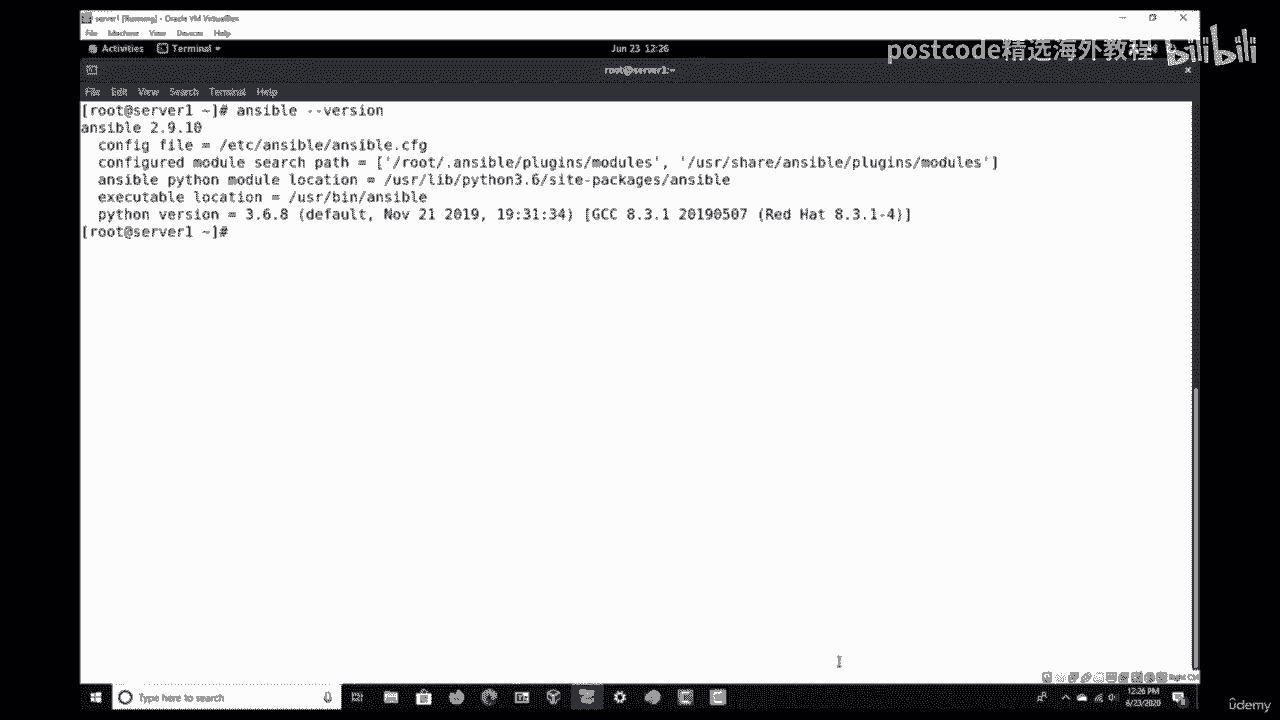 server1 [Running] - Oracle VM VirtualBox
File Machine View Devices Help
Activities Terminal Jun 23 12:26
postcode精选海外教程 bilibili
root@server1:~
File Edit View Search Terminal Help
[root@server1 ~]# ansible --version
ansible 2.9.10
  config file = /etc/ansible/ansible.cfg
  configured module search path = ['/root/.ansible/plugins/modules', '/usr/share/ansible/plugins/modules']
  ansible python module location = /usr/lib/python3.6/site-packages/ansible
  executable location = /usr/bin/ansible
  python version = 3.6.8 (default, Nov 21 2019, 19:31:34) [GCC 8.3.1 20190507 (Red Hat 8.3.1-4)]
[root@server1 ~]#
Right Ctrl
Type here to search
12:26 PM
6/23/2020
ûdemy